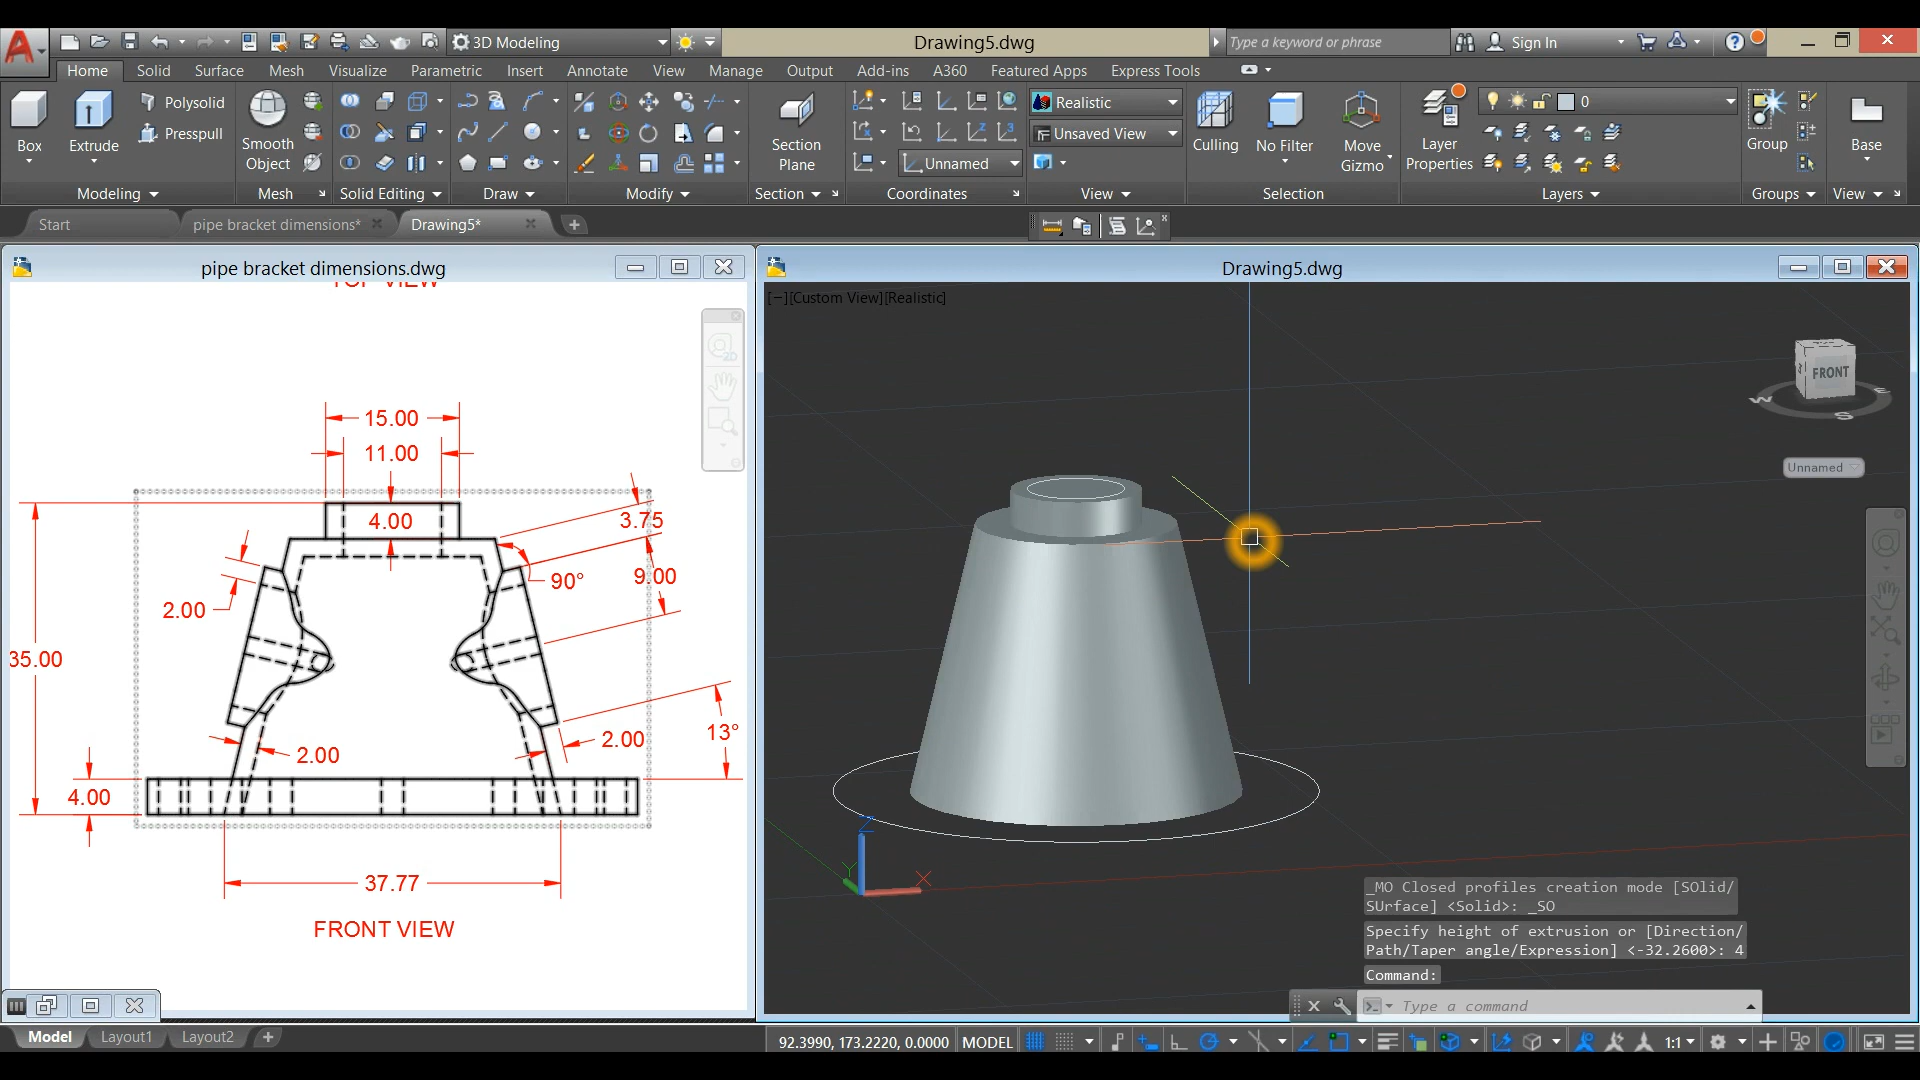 3D Modeling
Drawing5.dwg
Type a keyword or phrase
Sign In
Home Solid Surface Mesh Visualize Parametric Insert Annotate View Manage Output Add-ins A360 Featured Apps Express Tools
Box
Extrude
Polysolid
Presspull
Smooth
Object
Section
Plane
Unnamed
Realistic
Unsaved View
Culling
No Filter
Move
Gizmo
Layer
Properties
0
Group
Base
Modeling Mesh Solid Editing Draw Modify Section Coordinates View Selection Layers Groups View
Start pipe bracket dimensions* Drawing5*
pipe bracket dimensions.dwg
Drawing5.dwg
TOP VIEW
[−][Custom View][Realistic]
2D
15.00
11.00
4.00
3.75
90°
9.00
2.00
35.00
13°
2.00
2.00
4.00
37.77
FRONT VIEW
FRONT
W
S
E
Unnamed
Z
Y
X
_MO Closed profiles creation mode [SOlid/
SUrface] <Solid>: _SO
Specify height of extrusion or [Direction/
Path/Taper angle/Expression] <-32.2600>: 4
Command:
Type a command
Model Layout1 Layout2
92.3990, 173.2220, 0.0000 MODEL
1:1